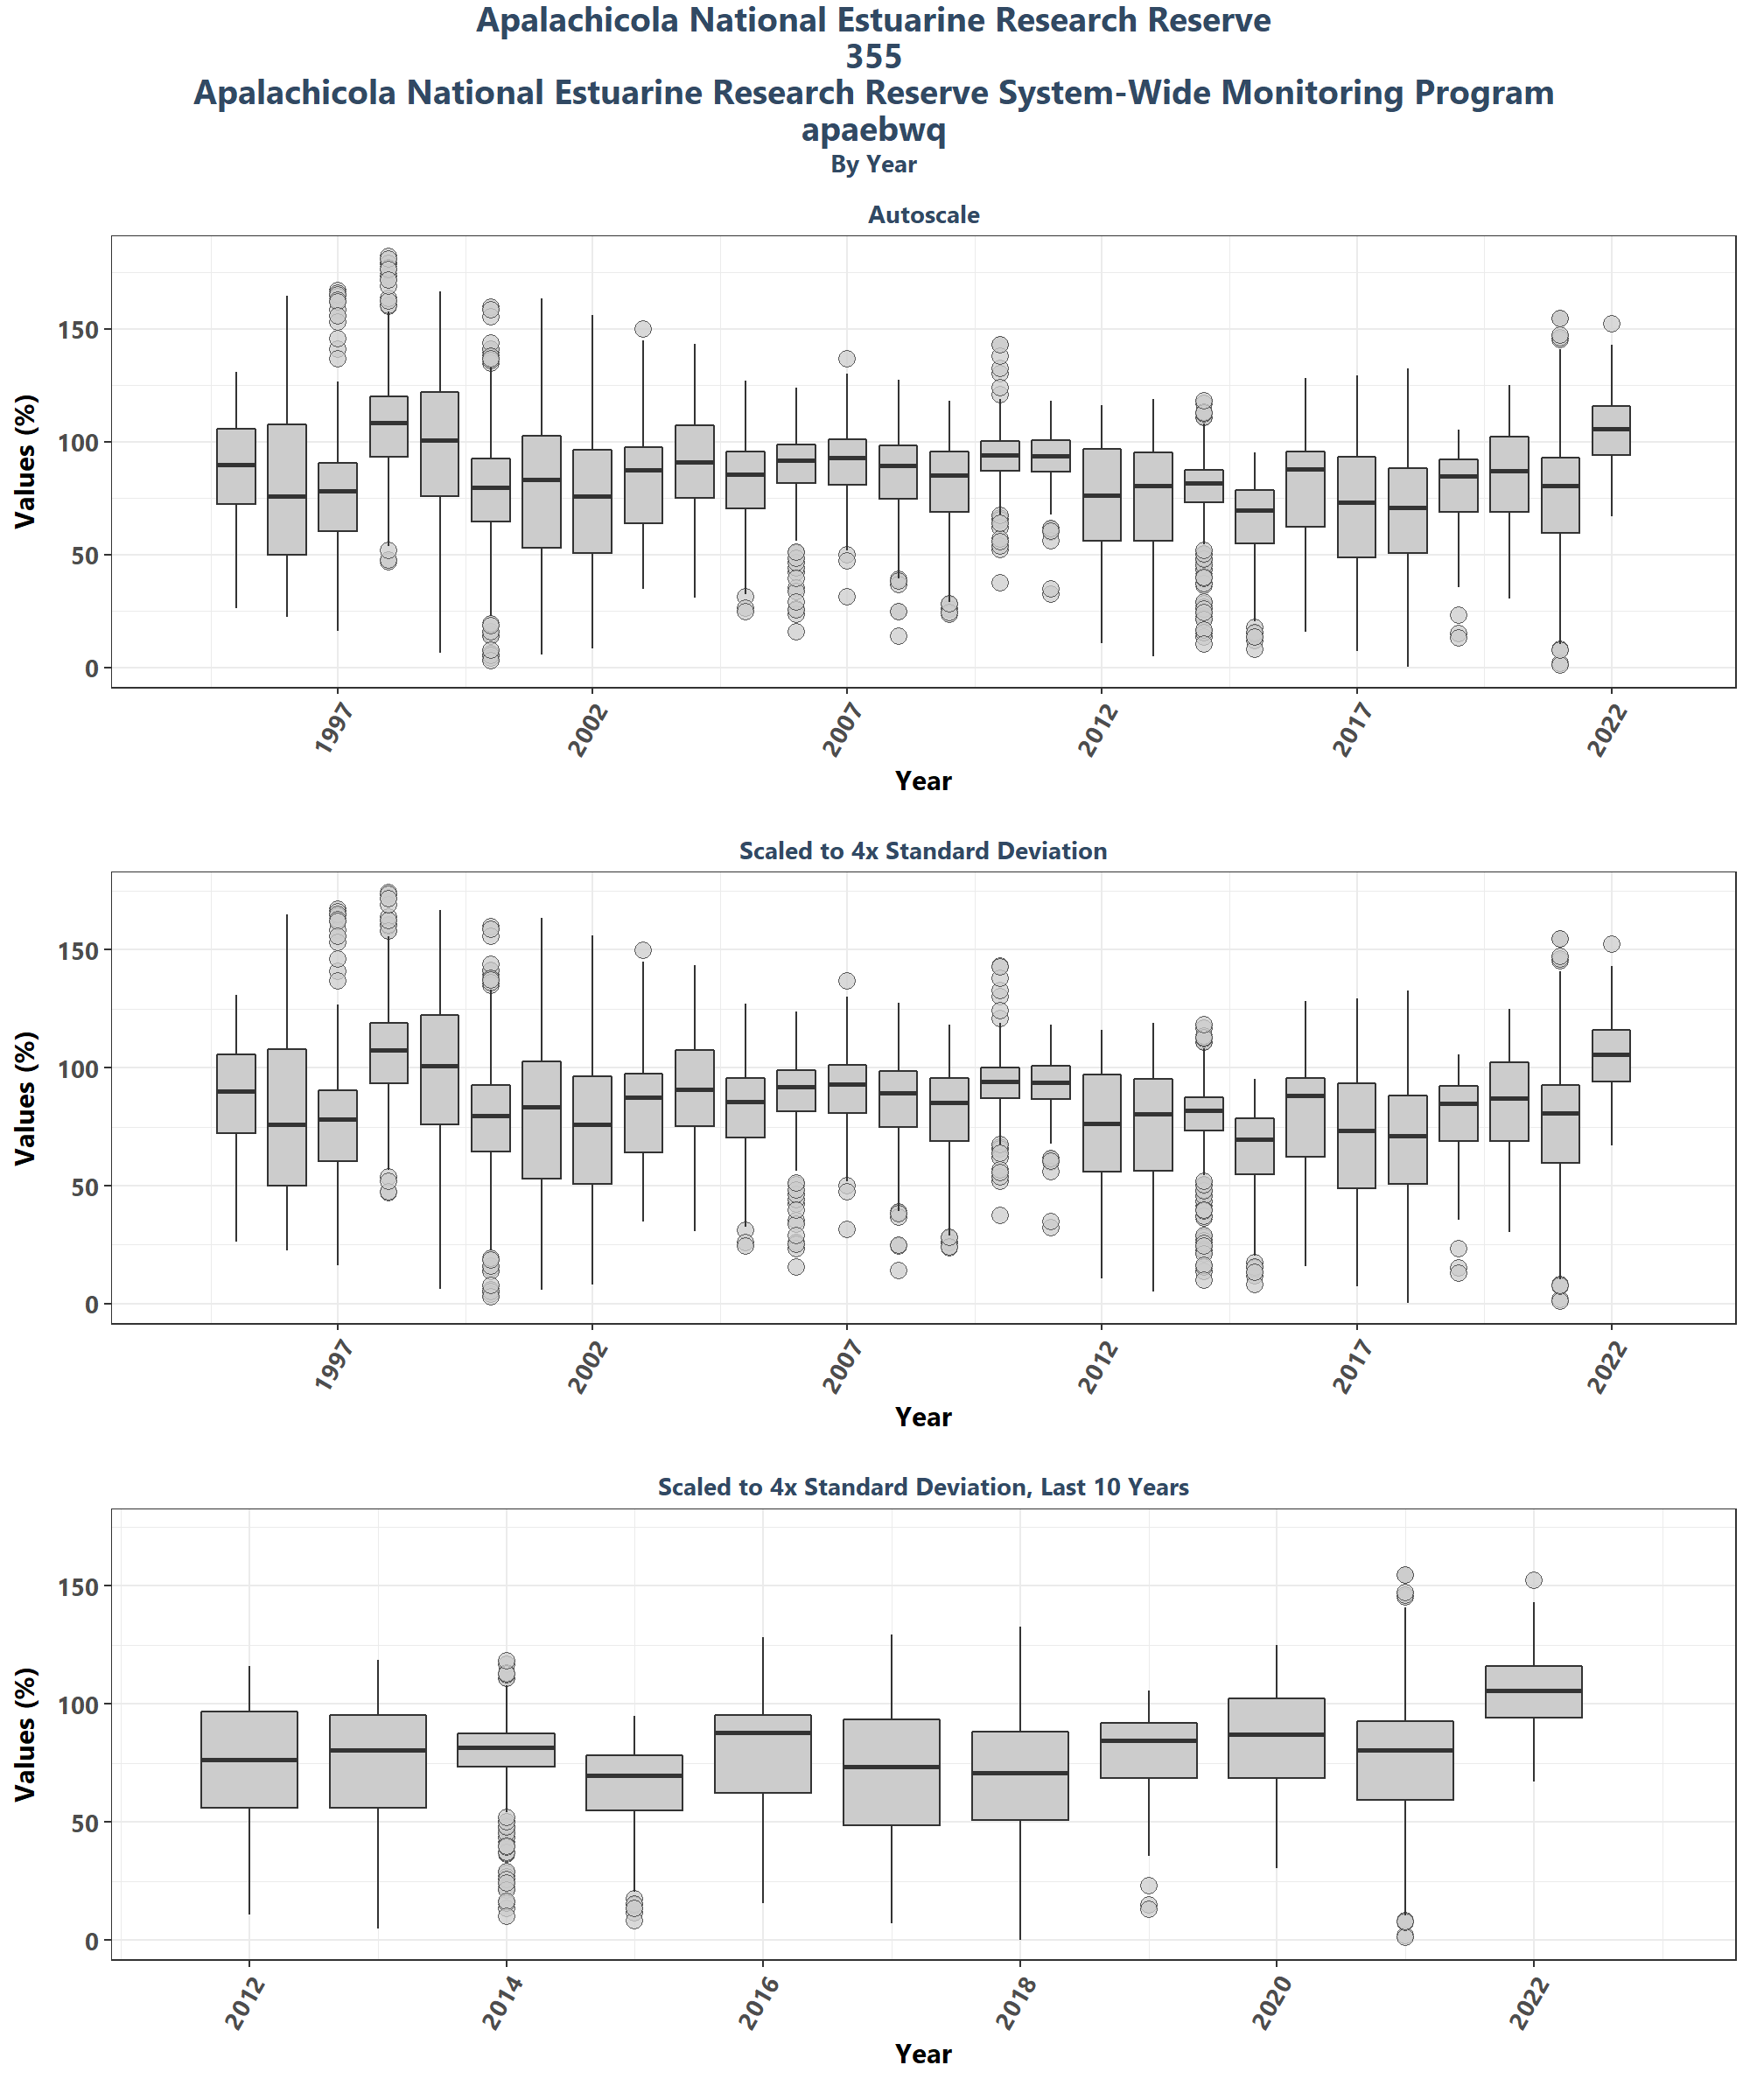 Apalachicola National Estuarine Research Reserve
355
Apalachicola National Estuarine Research Reserve System-Wide Monitoring Program
apaebwq
By Year
Autoscale
Values (%)
150
100
50
0
1997 2002 2007 2012 2017 2022
Year
Scaled to 4x Standard Deviation
Values (%)
150
100
50
0
1997 2002 2007 2012 2017 2022
Year
Scaled to 4x Standard Deviation, Last 10 Years
Values (%)
150
100
50
0
2012 2014 2016 2018 2020 2022
Year